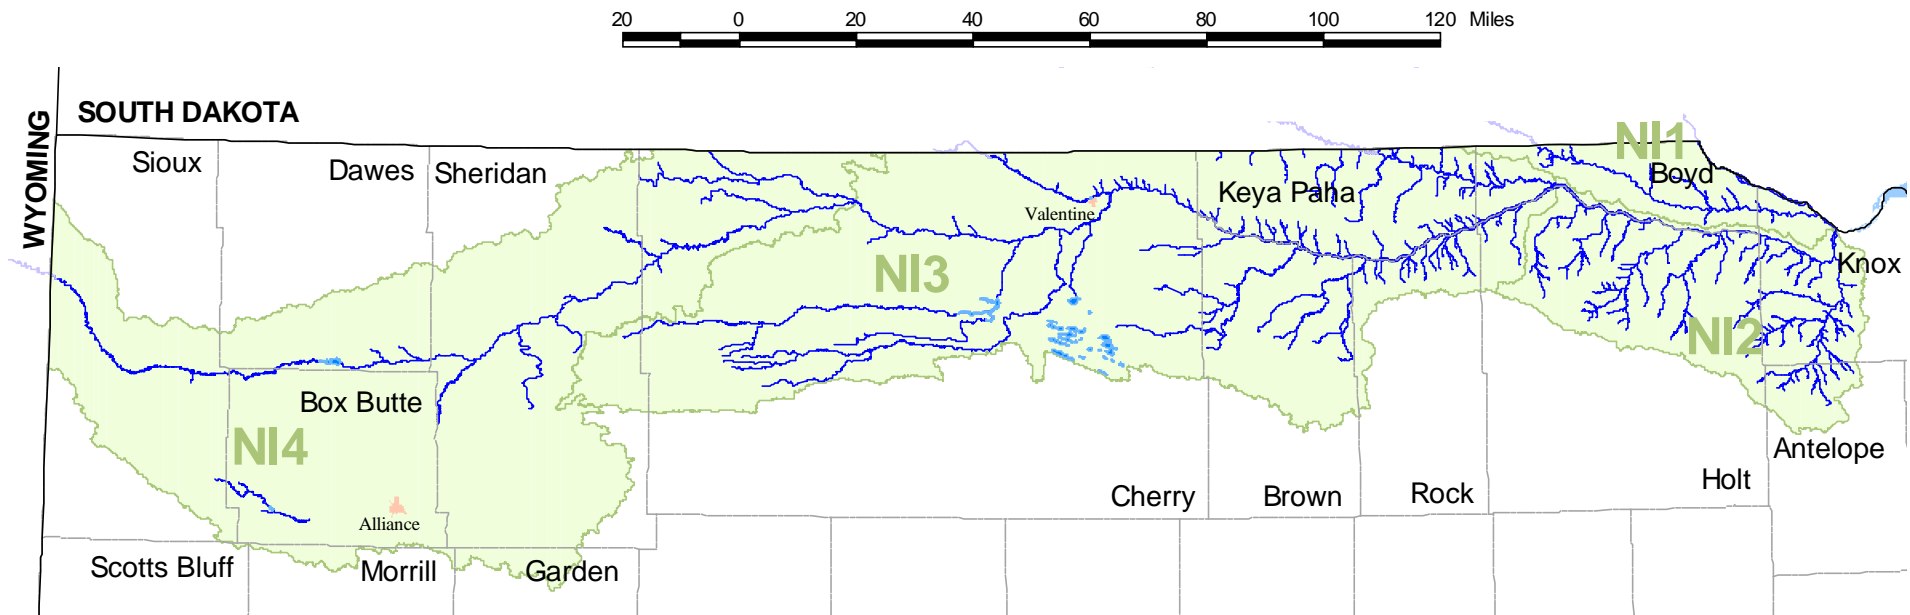 20 0 20 40 60 80 100 120 Miles
SOUTH DAKOTA
WYOMING
Sioux
Dawes
Sheridan
NI1
Boyd
Keya Paha
Valentine
Knox
NI3
NI2
Box Butte
NI4
Antelope
Holt
Rock
Brown
Cherry
Alliance
Scotts Bluff
Morrill
Garden